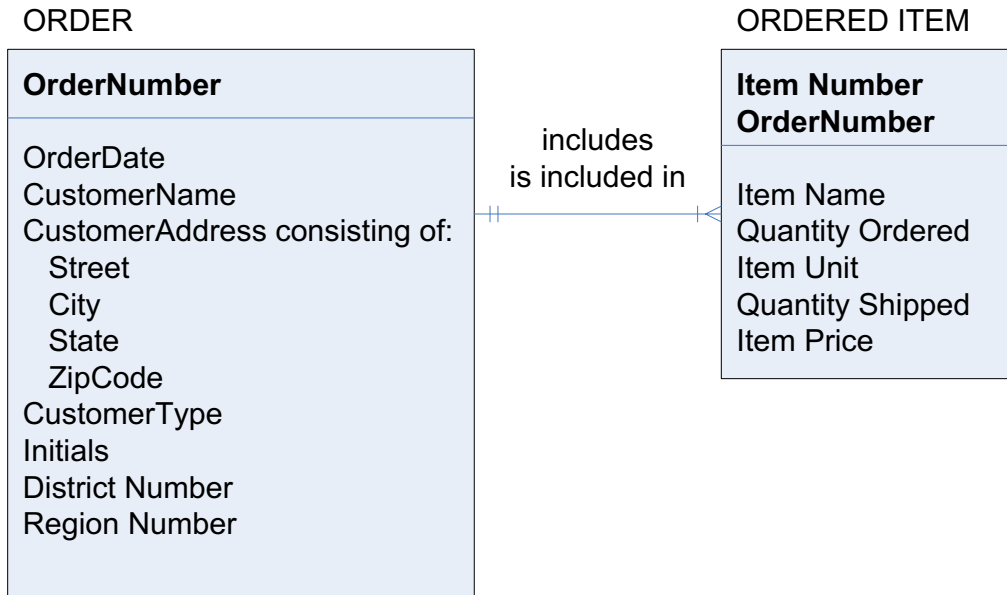 ORDER
OrderNumber
OrderDate
CustomerName
CustomerAddress consisting of:
Street
City
State
ZipCode
CustomerType
Initials
District Number
Region Number
includes
is included in
ORDERED ITEM
Item Number
OrderNumber
Item Name
Quantity Ordered
Item Unit
Quantity Shipped
Item Price